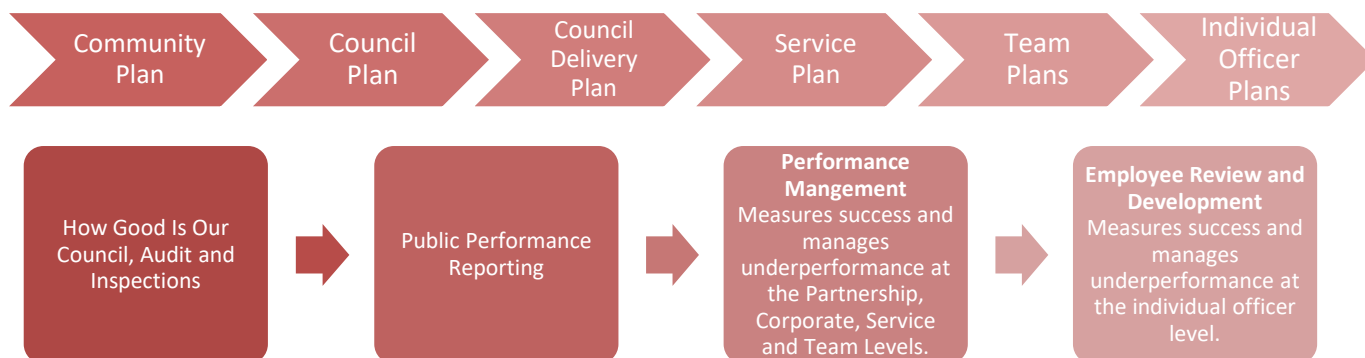 Community
Plan
Council
Plan
Council
Delivery
Plan
Service
Plan
Team
Plans
Individual
Officer
Plans
How Good Is Our
Council, Audit and
Inspections
Public Performance
Reporting
Performance
Mangement
Measures success and
manages
underperformance at
the Partnership,
Corporate, Service
and Team Levels.
Employee Review and
Development
Measures success and
manages
underperformance at
the individual officer
level.